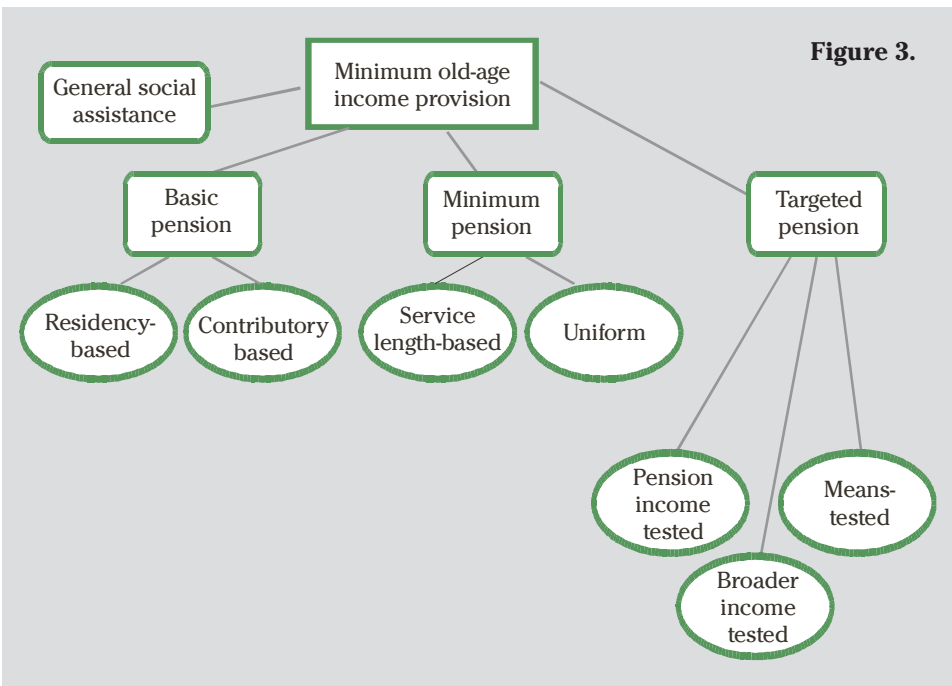 Figure 3.
Minimum old-age
income provision
General social
assistance
Basic
pension
Minimum
pension
Targeted
pension
Residency-
based
Contributory
based
Service
length-based
Uniform
Pension
income
tested
Means-
tested
Broader
income
tested